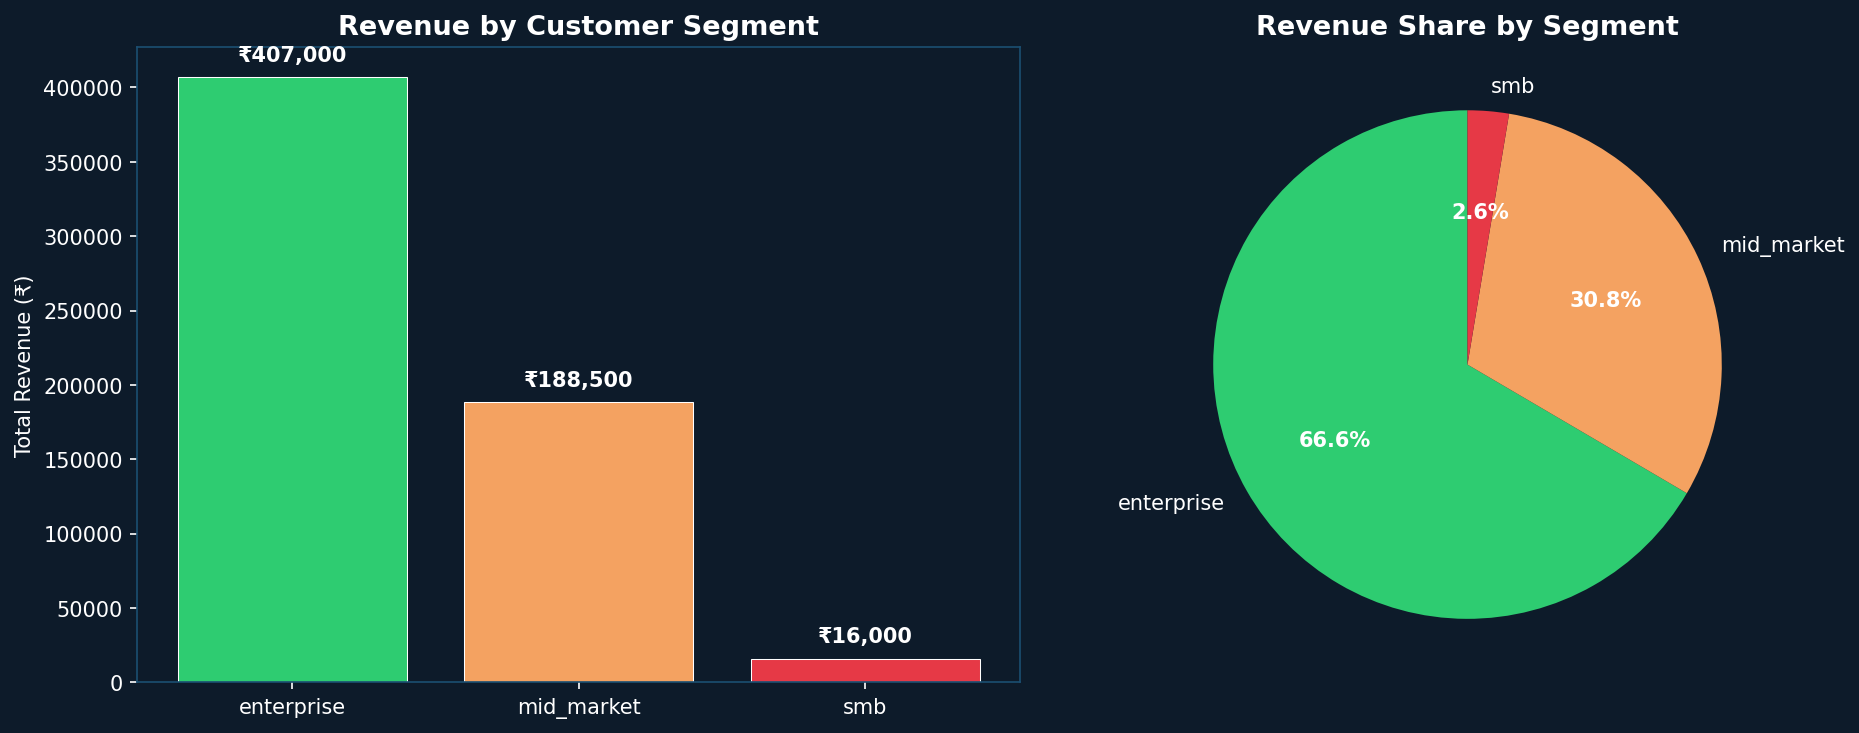 Revenue by Customer Segment
₹407,000
₹188,500
₹16,000
400000
350000
300000
250000
200000
150000
100000
50000
0
Total Revenue (₹)
enterprise
mid_market
smb
Revenue Share by Segment
smb
2.6%
mid_market
30.8%
66.6%
enterprise